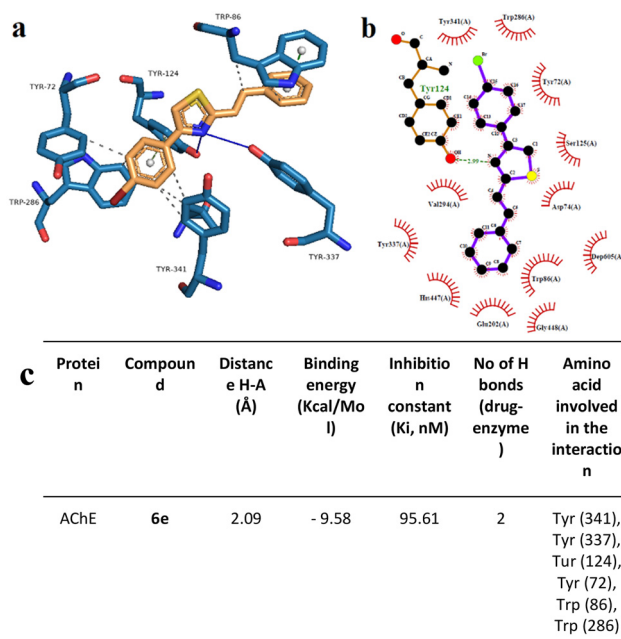 a
TRP-86
TYR-72
TYR-124
TRP-286
TYR-341
TYR-337
b
Tyr341(A)
Trp286(A)
Tyr124
Tyr72(A)
Ser125(A)
2.99
Val294(A)
Asp74(A)
Tyr337(A)
Dep605(A)
Trp86(A)
His447(A)
Glu202(A)
Gly448(A)
c
Protei
n
Compoun
d
Distanc
e H-A
(Å)
Binding
energy
(Kcal/Mo
l)
Inhibitio
n
constant
(Ki, nM)
No of H
bonds
(drug-
enzyme
)
Amino
acid
involved
in the
interactio
n
AChE
6e
2.09
- 9.58
95.61
2
Tyr (341),
Tyr (337),
Tur (124),
Tyr (72),
Trp (86),
Trp (286)